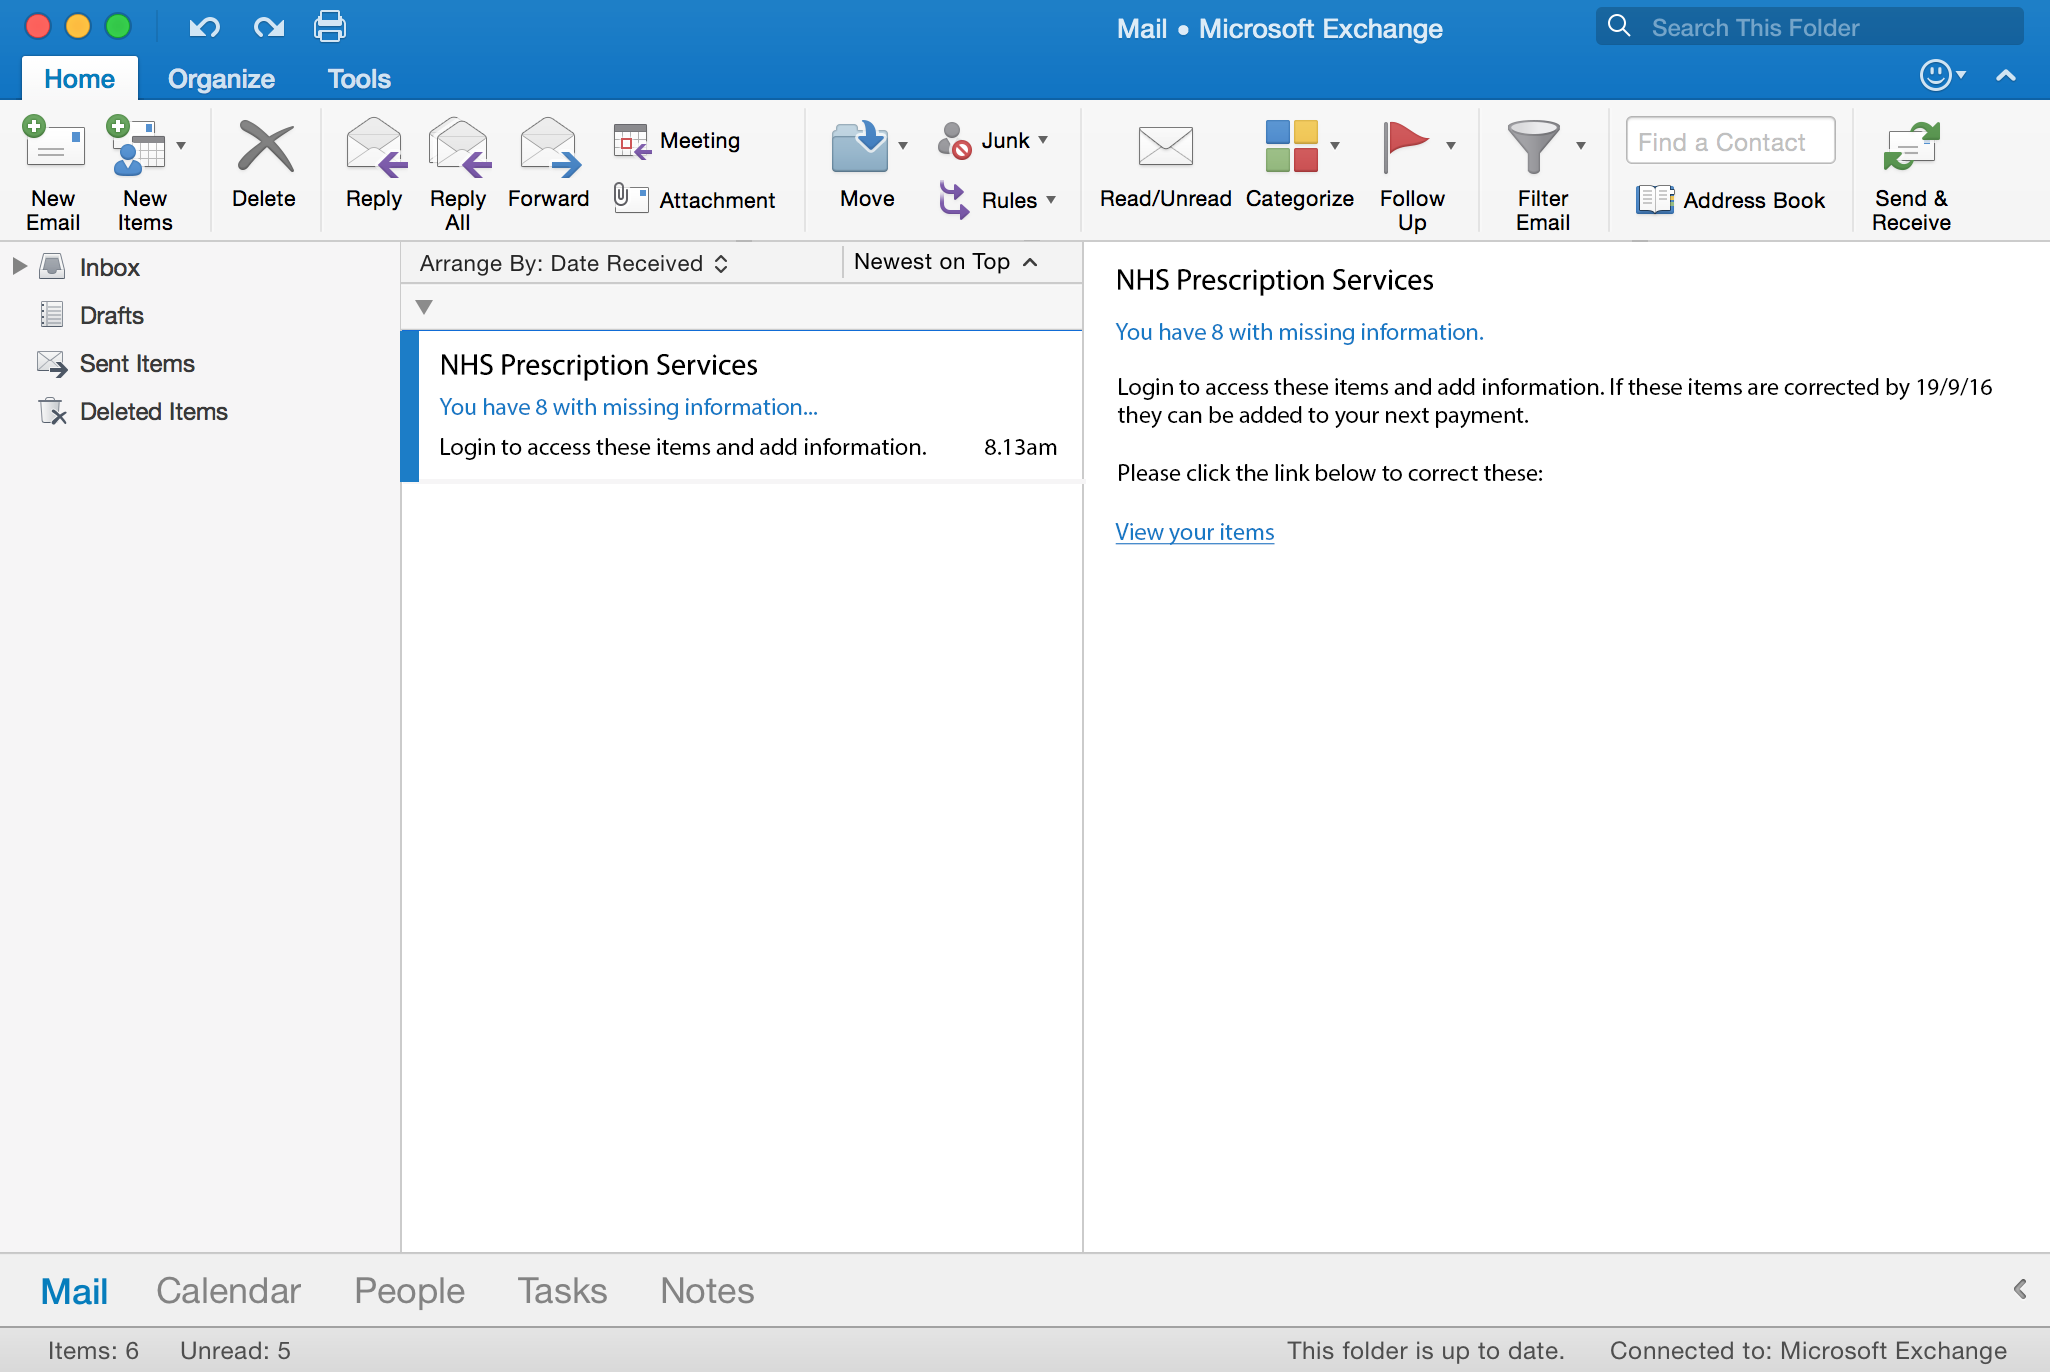 Mail • Microsoft Exchange
Search This Folder
Home
Organize
Tools
New Email
New Items
Delete
Reply
Reply All
Forward
Meeting
Attachment
Move
Junk
Rules
Read/Unread
Categorize
Follow Up
Filter Email
Find a Contact
Address Book
Send & Receive
Inbox
Drafts
Sent Items
Deleted Items
Arrange By: Date Received
Newest on Top
NHS Prescription Services
You have 8 with missing information...
Login to access these items and add information.
8.13am
NHS Prescription Services
You have 8 with missing information.
Login to access these items and add information. If these items are corrected by 19/9/16
they can be added to your next payment.
Please click the link below to correct these:
View your items
Mail
Calendar
People
Tasks
Notes
Items: 6
Unread: 5
This folder is up to date.
Connected to: Microsoft Exchange